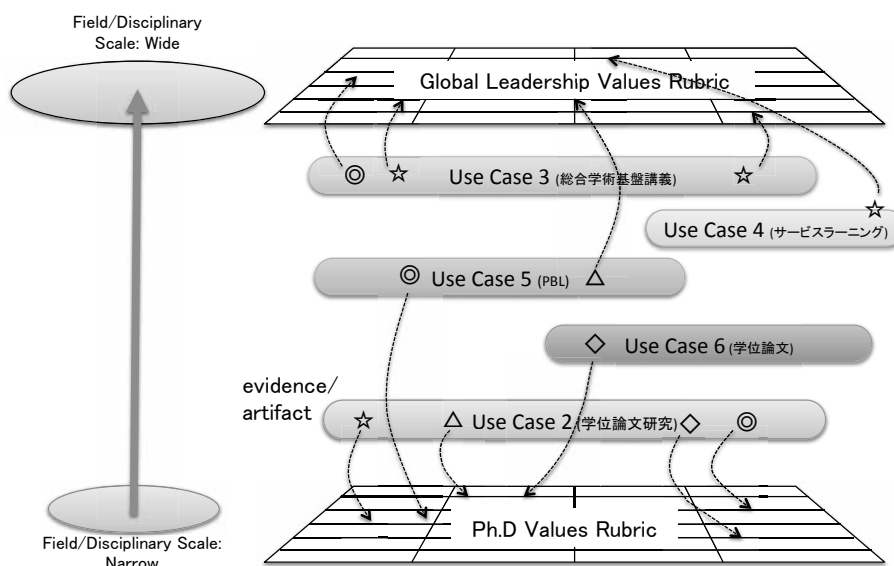 Field/Disciplinary
Scale: Wide
Global Leadership Values Rubric
Use Case 3 (総合学術基盤講義)
Use Case 4 (サービスラーニング)
Use Case 5 (PBL)
Use Case 6 (学位論文)
evidence/
artifact
Use Case 2 (学位論文研究)
Ph.D Values Rubric
Field/Disciplinary Scale:
Narrow